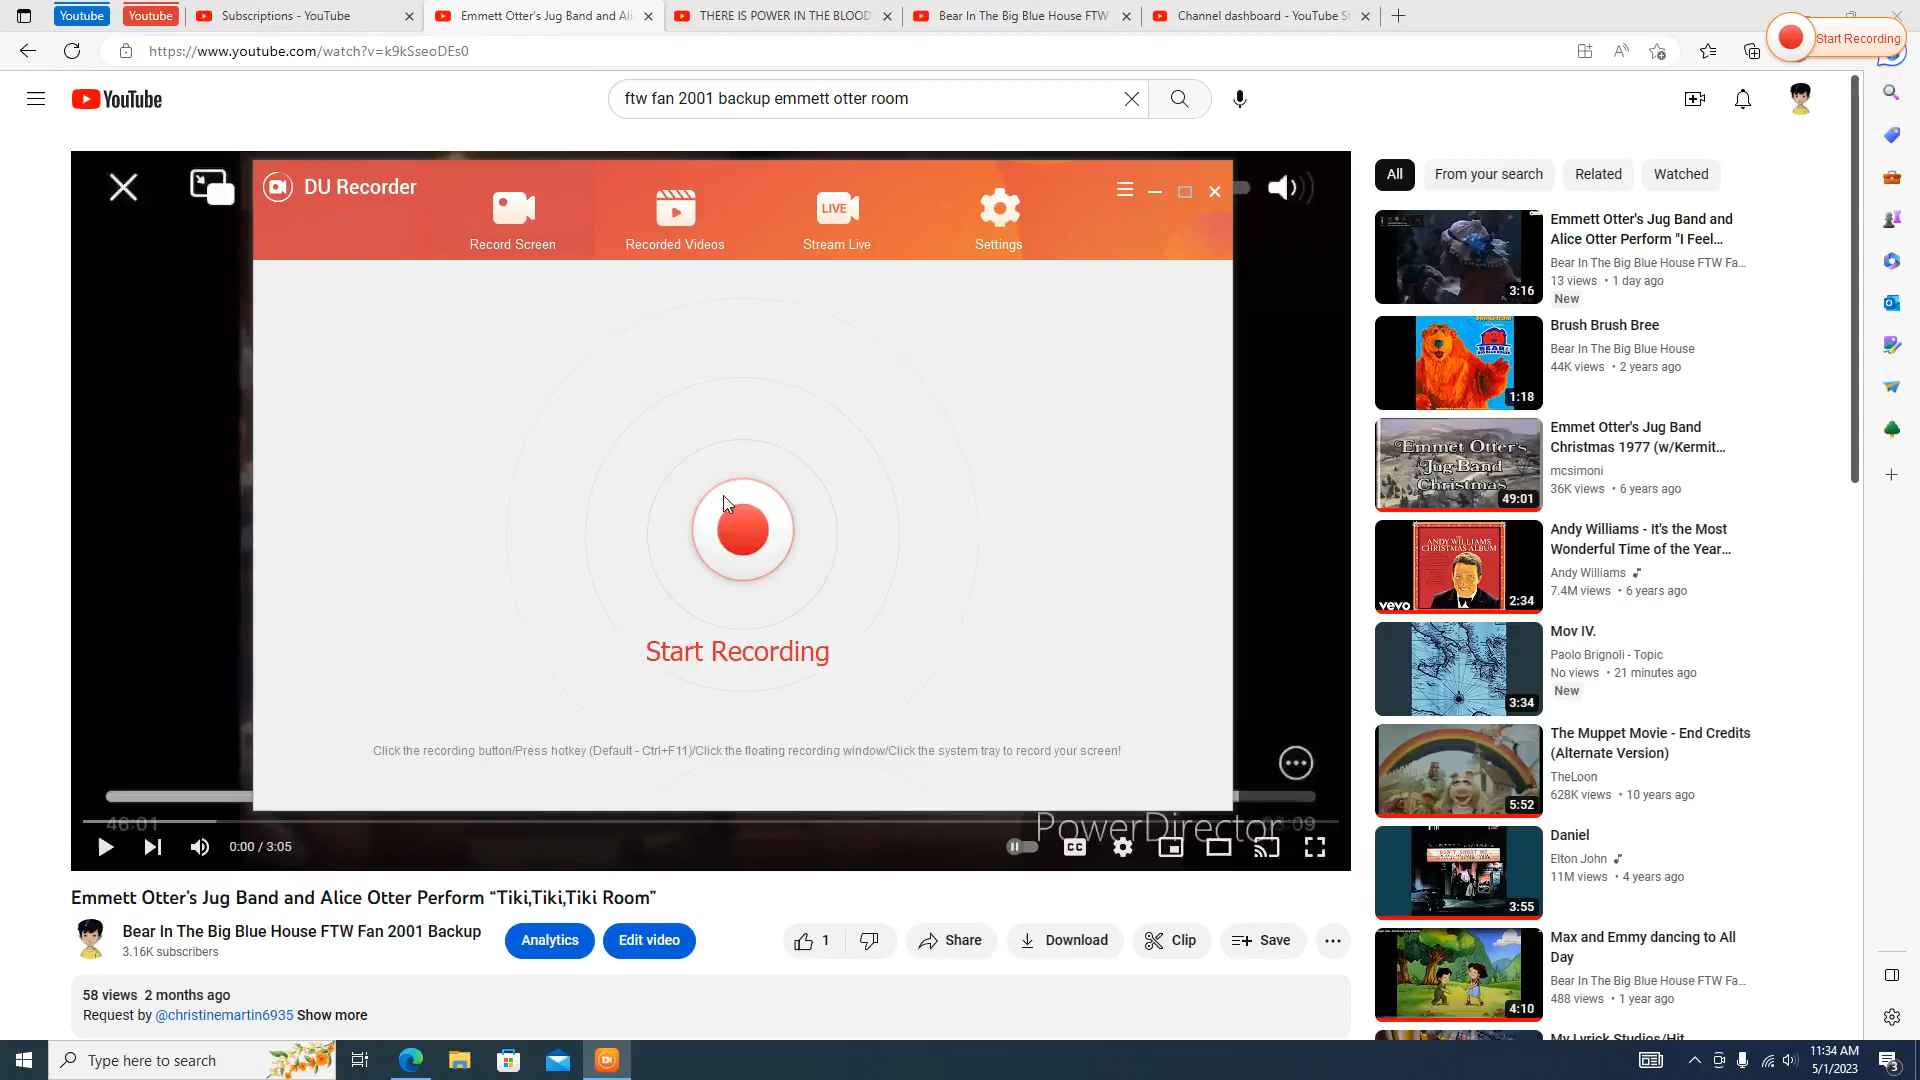 Youtube
Youtube
Subscriptions - YouTube
Emmett Otter's Jug Band and Ali
THERE IS POWER IN THE BLOOD
Bear In The Big Blue House FTW
Channel dashboard - YouTube S
https://www.youtube.com/watch?v=k9kSseoDEs0
Start Recording
YouTube
ftw fan 2001 backup emmett otter room
DU Recorder
Record Screen
Recorded Videos
LIVE
Stream Live
Settings
Start Recording
Click the recording button/Press hotkey (Default - Ctrl+F11)/Click the floating recording window/Click the system tray to record your screen!
46:01
PowerDirector
0:00 / 3:05
CC
Emmett Otter's Jug Band and Alice Otter Perform “Tiki,Tiki,Tiki Room”
Bear In The Big Blue House FTW Fan 2001 Backup
3.16K subscribers
Analytics
Edit video
1
Share
Download
Clip
Save
58 views 2 months ago
Request by @christinemartin6935 Show more
All
From your search
Related
Watched
Emmett Otter's Jug Band and
Alice Otter Perform "I Feel...
Bear In The Big Blue House FTW Fa...
13 views • 1 day ago
New
3:16
Brush Brush Bree
Bear In The Big Blue House
44K views • 2 years ago
1:18
Emmet Otter's
Jug Band
Christmas
49:01
Emmet Otter's Jug Band
Christmas 1977 (w/Kermit...
mcsimoni
36K views • 6 years ago
ANDY WILLIAMS
CHRISTMAS ALBUM
vevo
2:34
Andy Williams - It's the Most
Wonderful Time of the Year...
Andy Williams
7.4M views • 6 years ago
Mov IV.
Paolo Brignoli - Topic
No views • 21 minutes ago
New
3:34
The Muppet Movie - End Credits
(Alternate Version)
TheLoon
628K views • 10 years ago
5:52
Daniel
Elton John
11M views • 4 years ago
3:55
Max and Emmy dancing to All
Day
Bear In The Big Blue House FTW Fa...
488 views • 1 year ago
4:10
My Lyrick Studios/Hit
Type here to search
11:34 AM
5/1/2023
3